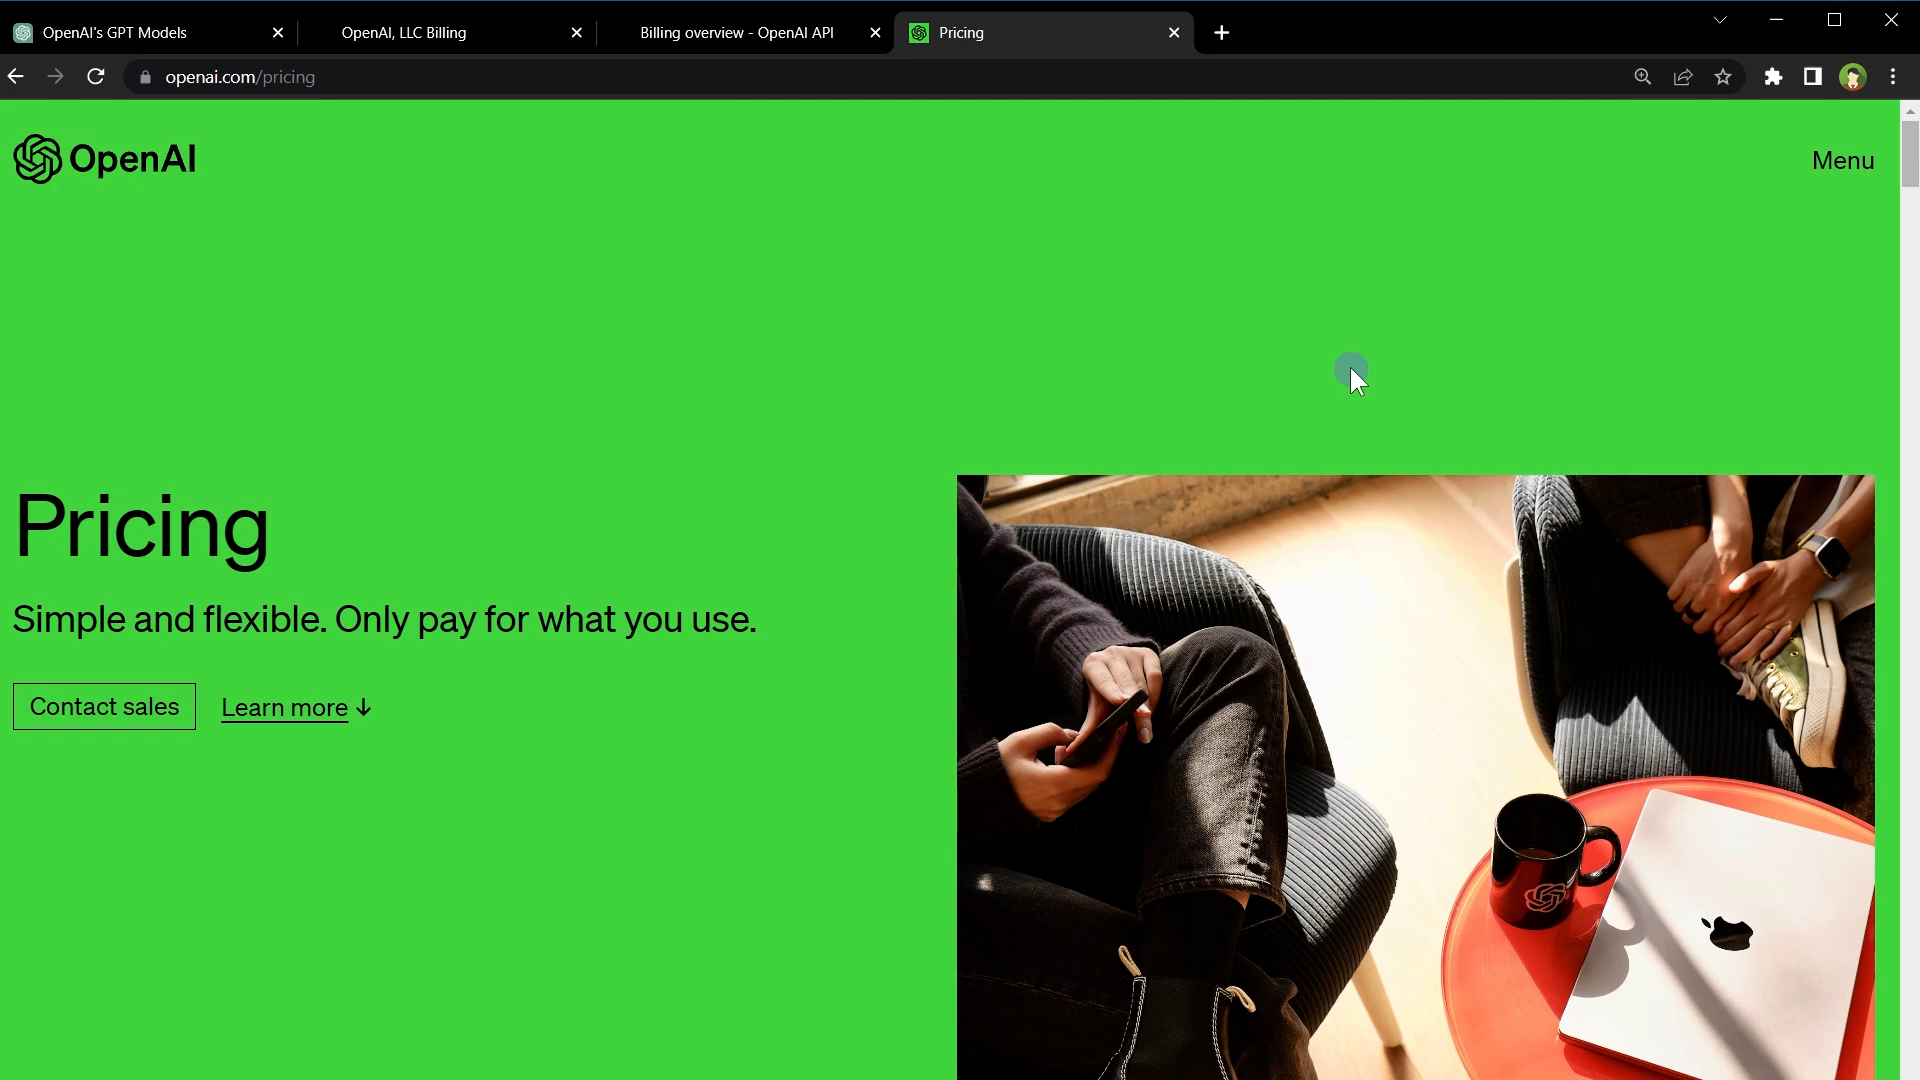 OpenAI's GPT Models
OpenAI, LLC Billing
Billing overview - OpenAI API
Pricing
openai.com/pricing
OpenAI
Menu
Pricing
Simple and flexible. Only pay for what you use.
Contact sales
Learn more ↓